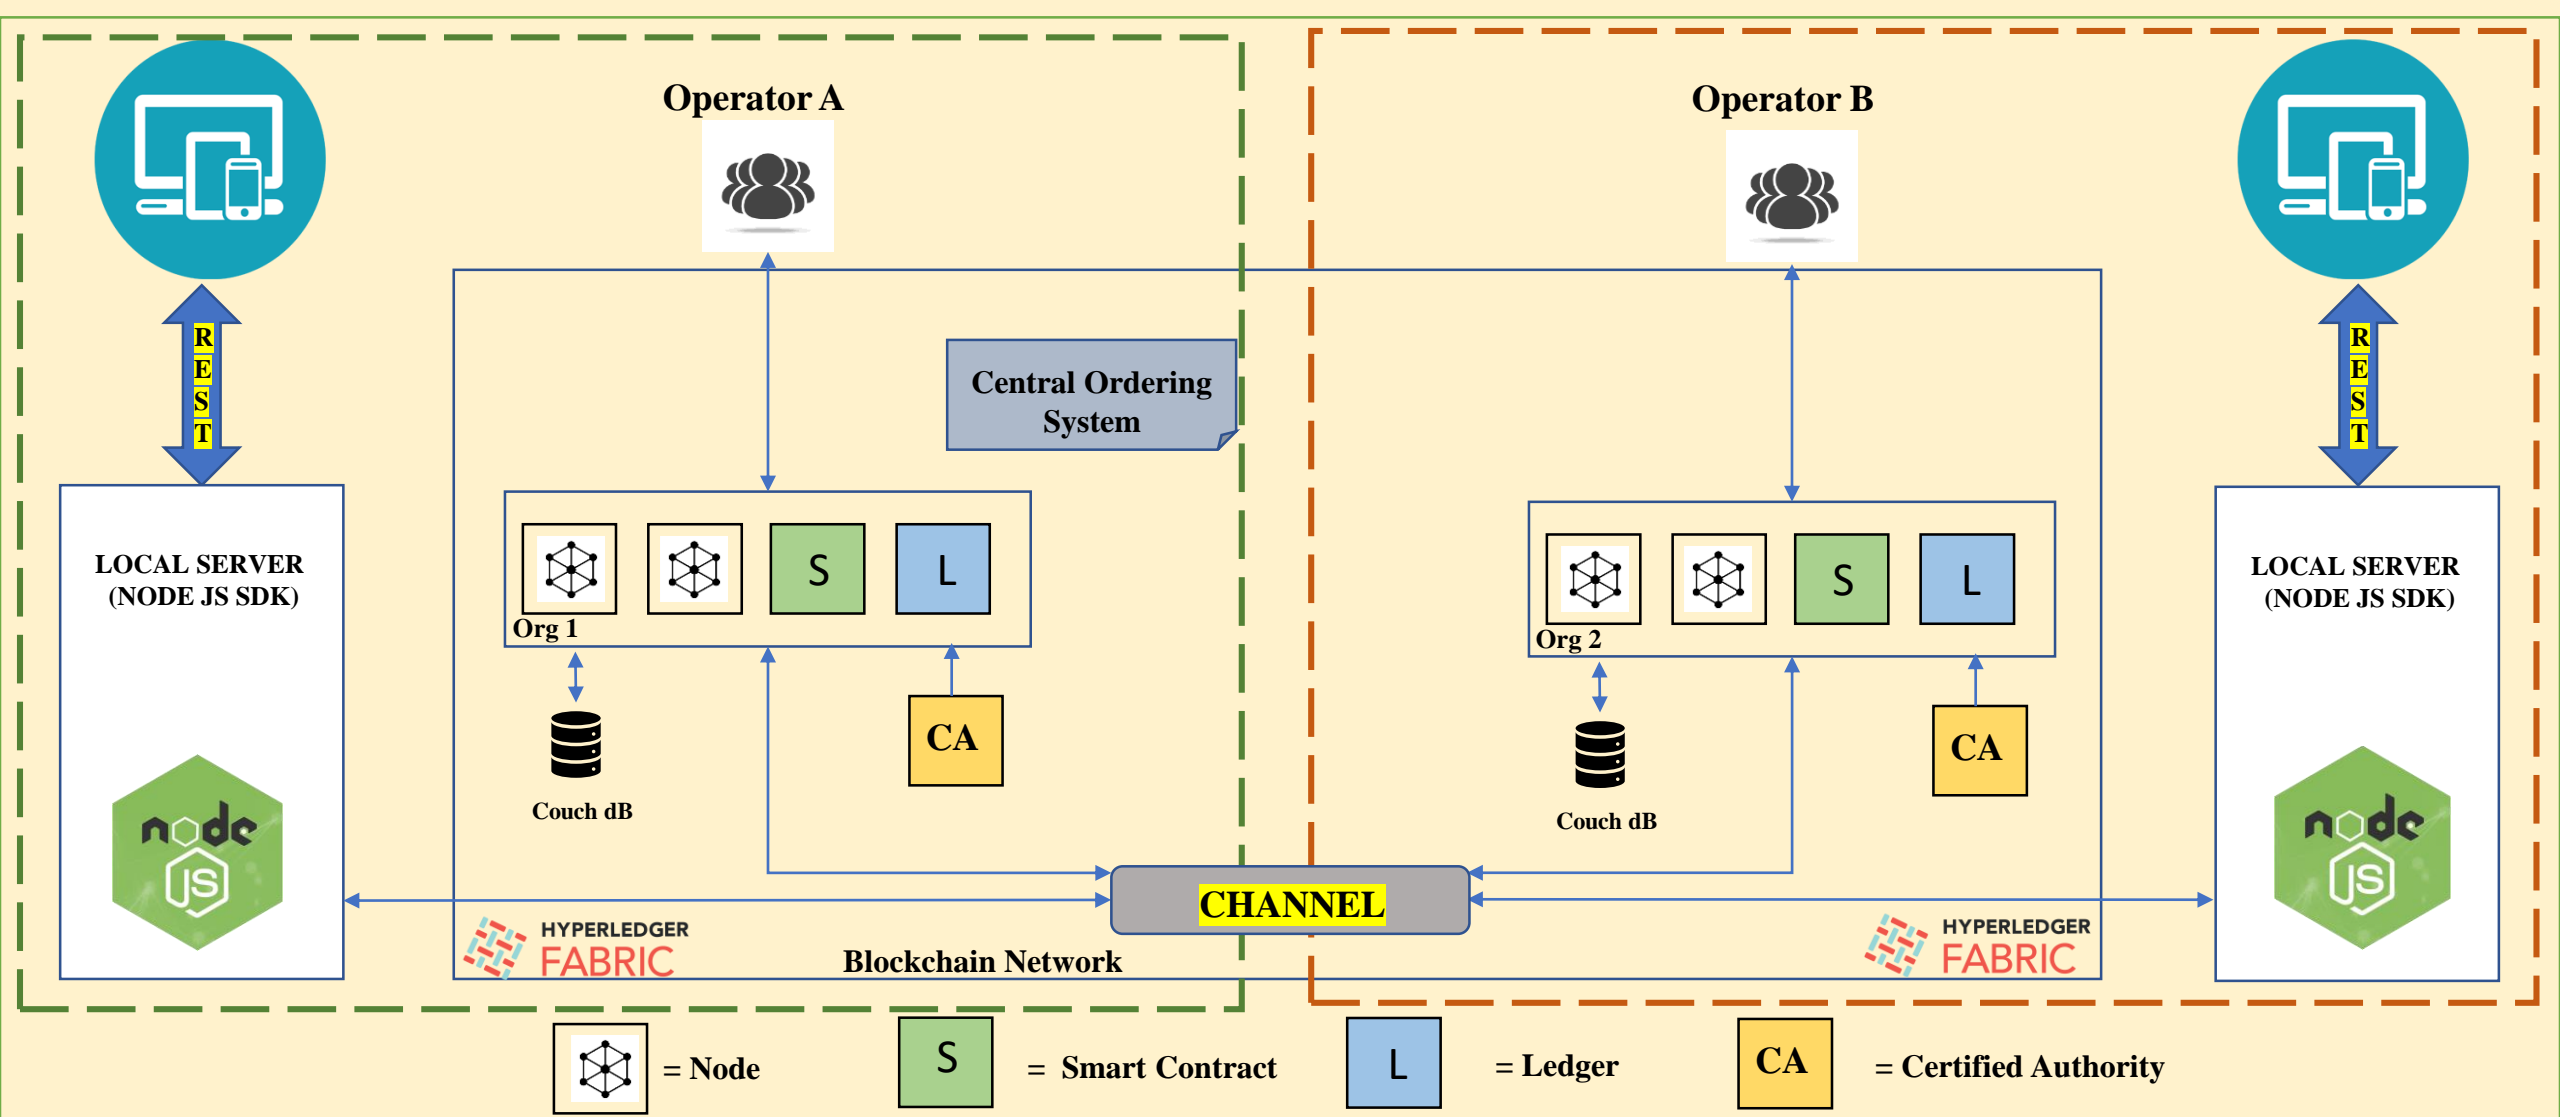 Operator A
Operator B
R
E
S
T
R
E
S
T
Central Ordering
System
LOCAL SERVER
(NODE JS SDK)
S
L
Org 1
S
L
Org 2
LOCAL SERVER
(NODE JS SDK)
CA
CA
Couch dB
Couch dB
node
JS
node
JS
CHANNEL
HYPERLEDGER
FABRIC
Blockchain Network
HYPERLEDGER
FABRIC
= Node
S
= Smart Contract
L
= Ledger
CA
= Certified Authority